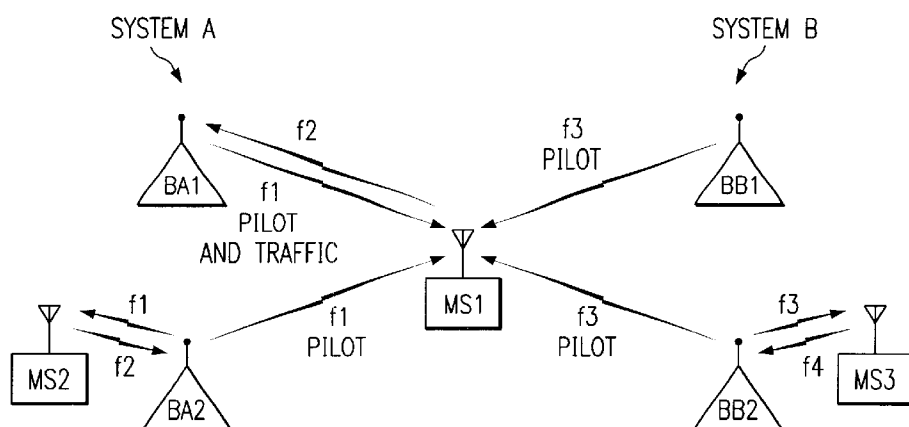 SYSTEM A
SYSTEM B
f2
f3
PILOT
BA1
BB1
f1
PILOT
AND TRAFFIC
MS1
f1
f1
PILOT
f3
PILOT
f3
MS2
f2
BA2
BB2
f4
MS3